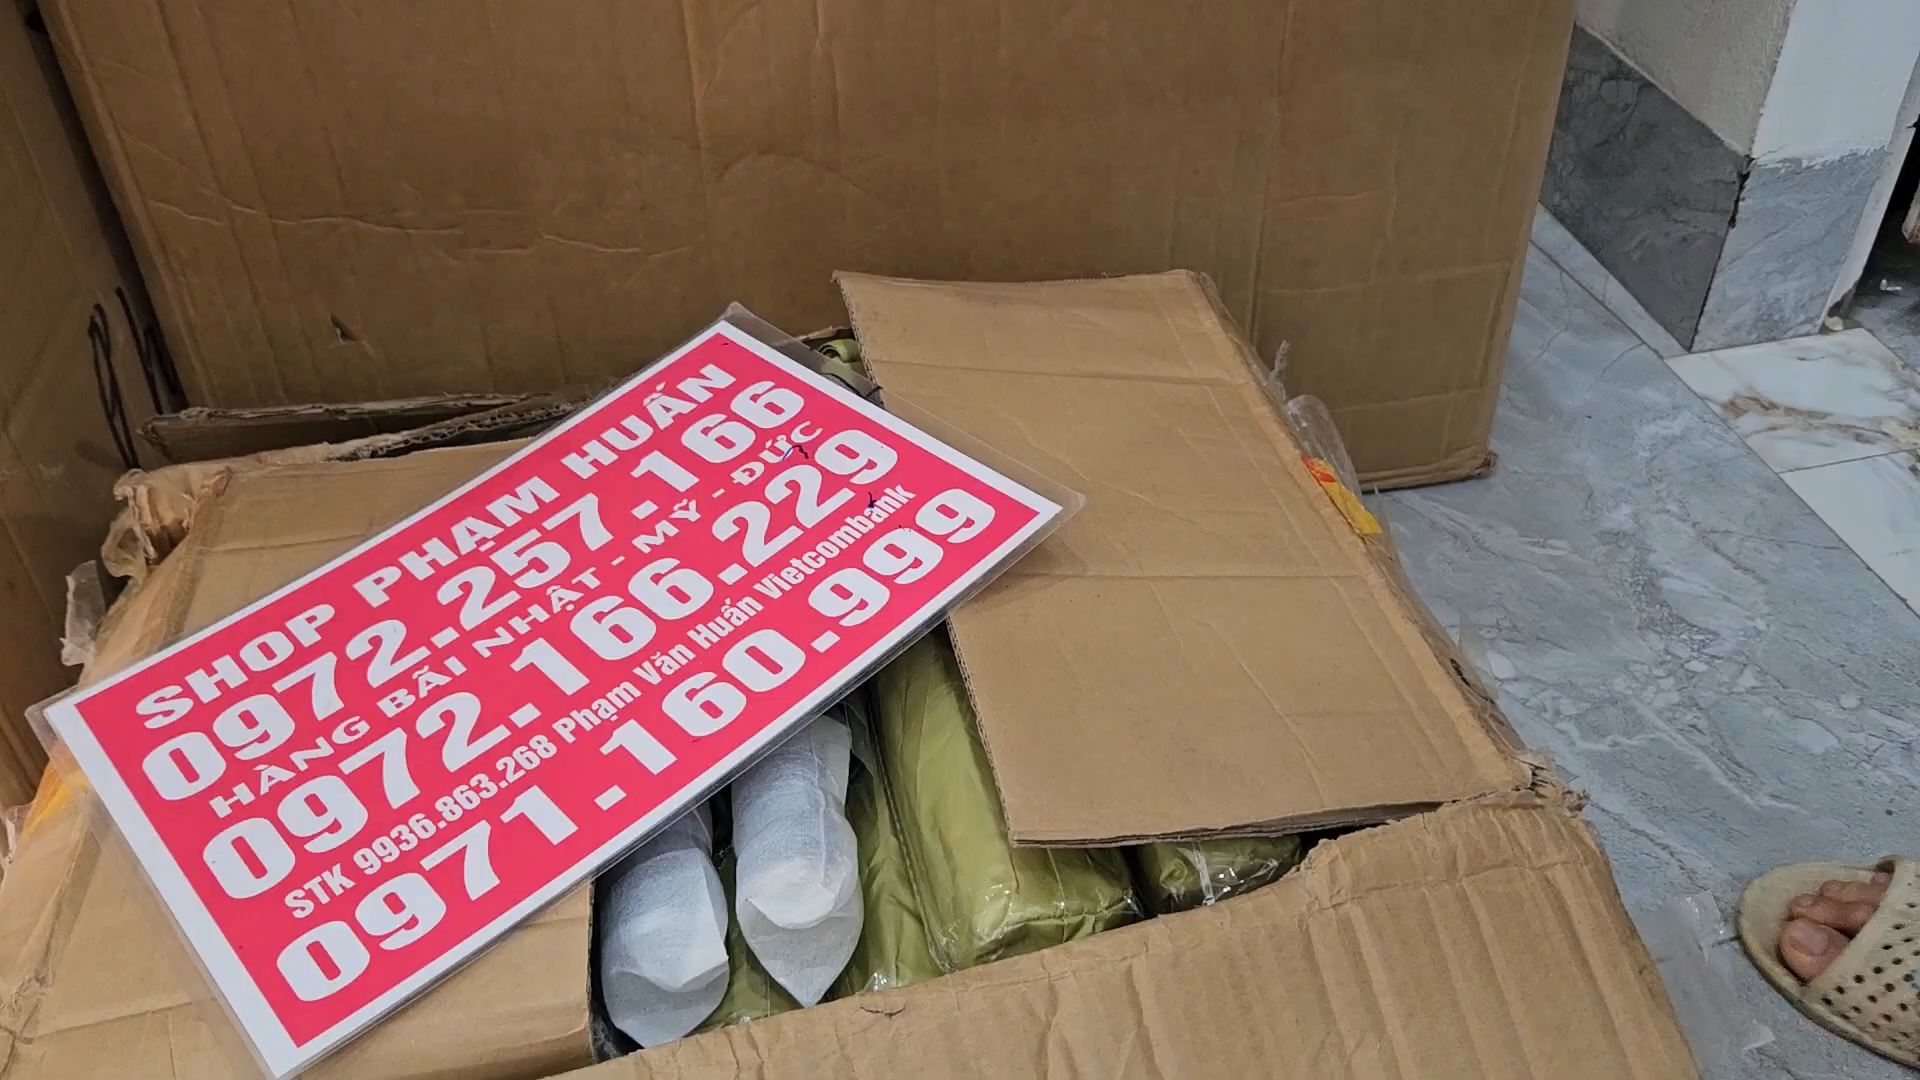 SHOP PHẠM HUẤN
0972.257.166
HÀNG BÃI NHẬT - MỸ - ĐỨC
0972.166.229
STK 9936.863.268 Phạm Văn Huấn Vietcombank
0971.160.999